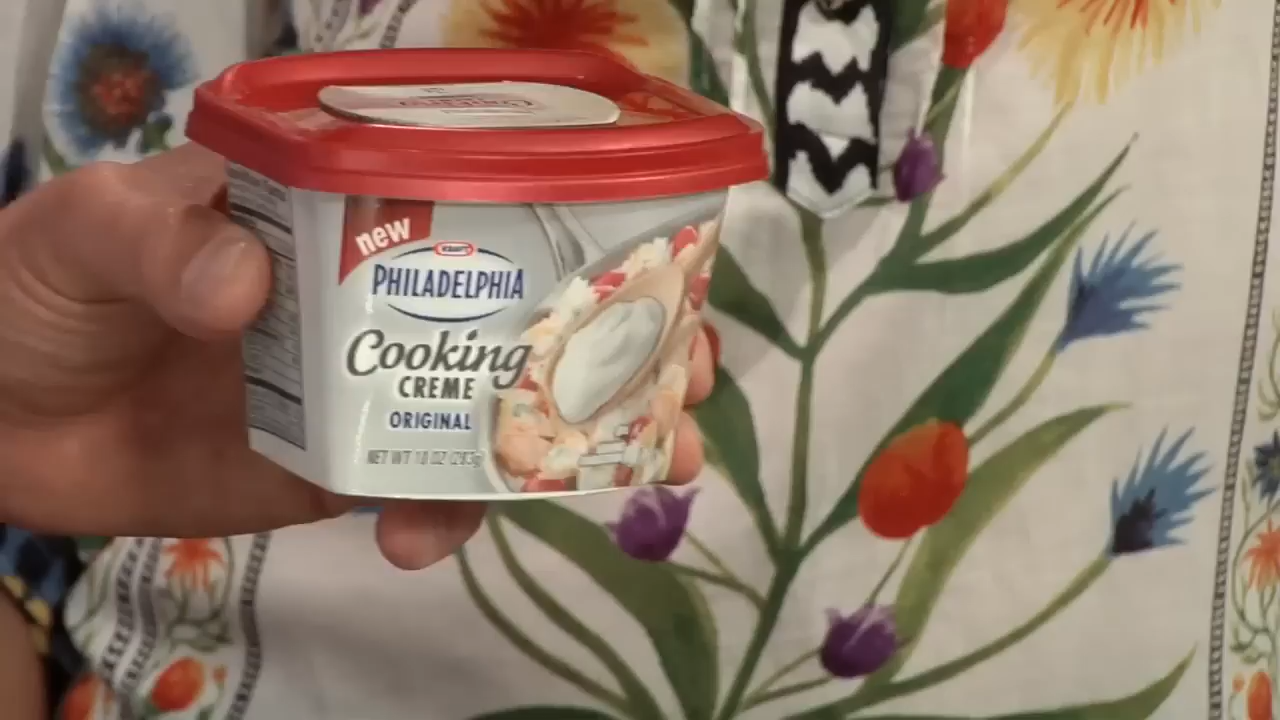 new
KRAFT
PHILADELPHIA
Cooking
CREME
ORIGINAL
NET WT 10 OZ (283g)